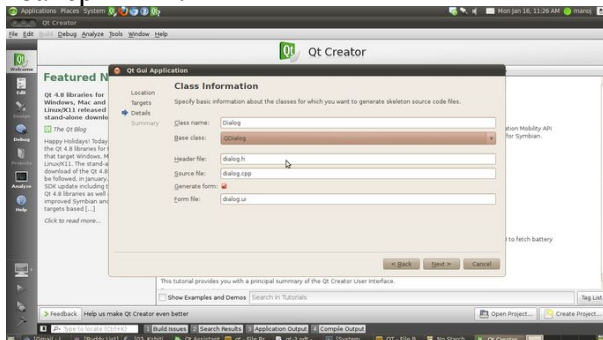 Applications Places System
Mon Jan 16, 11:26 AM manoj
Qt Creator
File Edit Build Debug Analyze Tools Window Help
Qt Creator
Welcome
Edit
Design
Debug
Projects
Analyze
Help
Featured N
Qt 4.8 libraries for
Windows, Mac and
Linux/X11 released
stand-alone downlo
The Qt Blog
Happy Holidays! Today
the Qt 4.8 libraries for t
that target Windows, M
Linux/X11. The stand-a
download of the Qt 4.8
be followed, in January,
SDK update including t
Qt 4.8 libraries as well
improved Symbian and
targets based [...]
Click to read more...
Qt Gui Application
Location
Targets
Details
Summary
Class Information
Specify basic information about the classes for which you want to generate skeleton source code files.
Class name: Dialog
Base class: QDialog
Header file: dialog.h
Source file: dialog.cpp
Generate form:
Form file: dialog.ui
< Back Next > Cancel
ation Mobility API
for Symbian.
to fetch battery
This tutorial provides you with a principal summary of the Qt Creator User Interface.
Show Examples and Demos Search in Tutorials Tag List
Feedback Help us make Qt Creator even better Open Project... Create Project...
Type to locate (Ctrl+K) 1 Build Issues 2 Search Results 3 Application Output 4 Compile Output